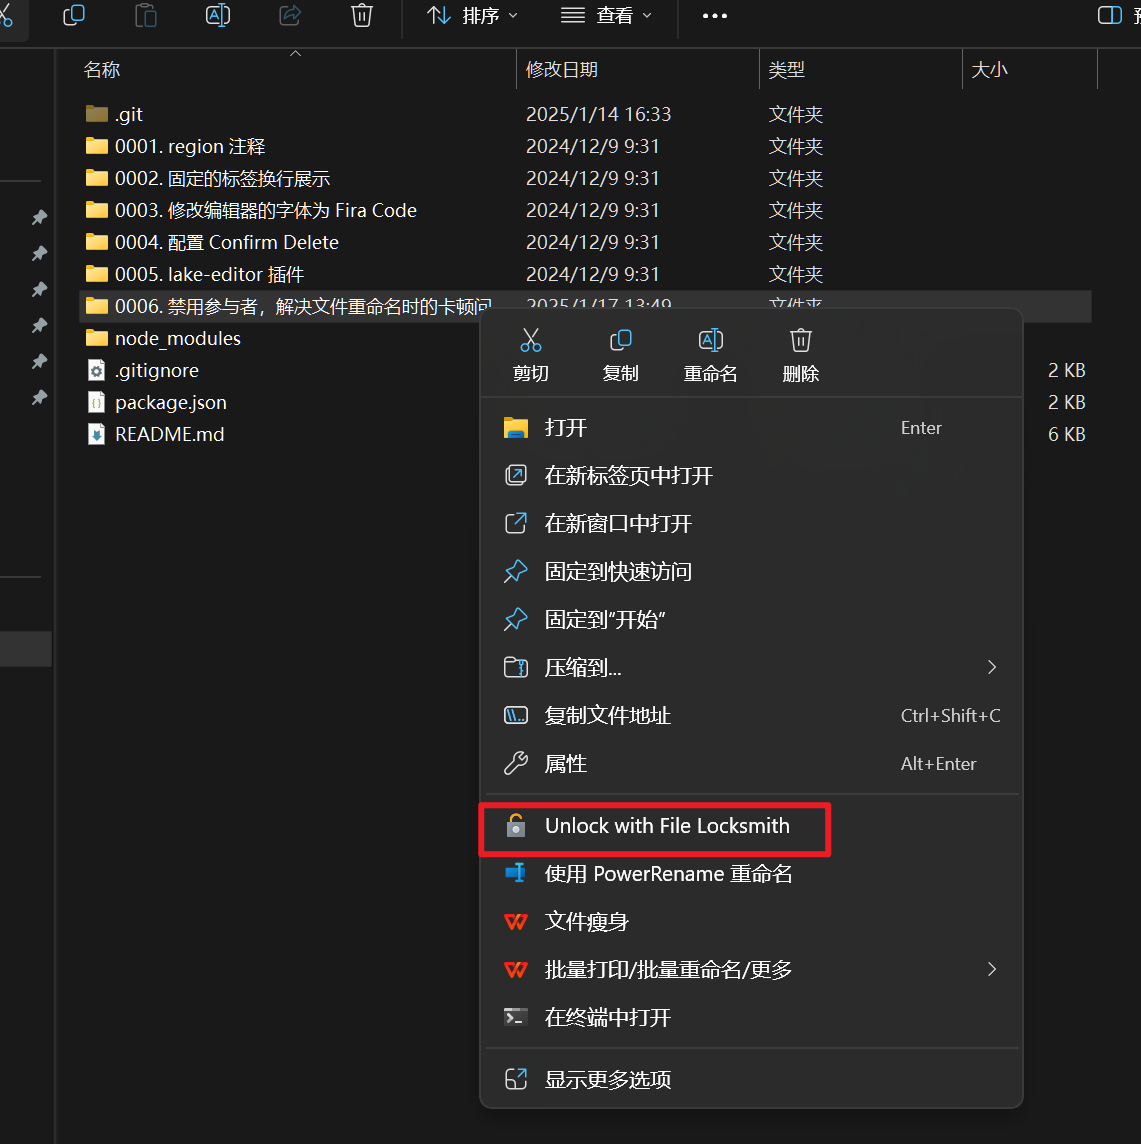 排序
查看
•••
预
名称
修改日期
类型
大小
.git
2025/1/14 16:33
文件夹
0001. region 注释
2024/12/9 9:31
文件夹
0002. 固定的标签换行展示
2024/12/9 9:31
文件夹
0003. 修改编辑器的字体为 Fira Code
2024/12/9 9:31
文件夹
0004. 配置 Confirm Delete
2024/12/9 9:31
文件夹
0005. lake-editor 插件
2024/12/9 9:31
文件夹
0006. 禁用参与者，解决文件重命名时的卡顿问
2025/1/17 13:49
文件夹
node_modules
.gitignore
2 KB
package.json
2 KB
README.md
6 KB
剪切
复制
重命名
删除
打开
Enter
在新标签页中打开
在新窗口中打开
固定到快速访问
固定到"开始"
压缩到...
复制文件地址
Ctrl+Shift+C
属性
Alt+Enter
Unlock with File Locksmith
使用 PowerRename 重命名
文件瘦身
批量打印/批量重命名/更多
在终端中打开
显示更多选项